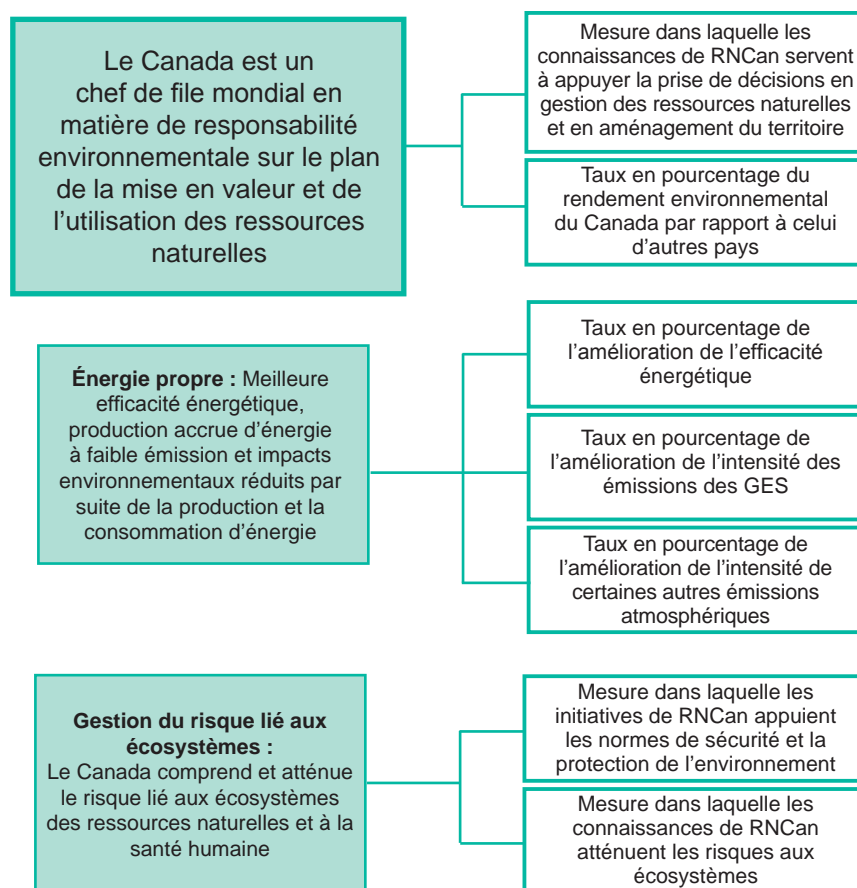 Le Canada est un
chef de file mondial en
matière de responsabilité
environnementale sur le plan
de la mise en valeur et de
l'utilisation des ressources
naturelles
Mesure dans laquelle les
connaissances de RNCan servent
à appuyer la prise de décisions en
gestion des ressources naturelles
et en aménagement du territoire
Taux en pourcentage du
rendement environnemental
du Canada par rapport à celui
d'autres pays
Énergie propre : Meilleure
efficacité énergétique,
production accrue d'énergie
à faible émission et impacts
environnementaux réduits par
suite de la production et la
consommation d'énergie
Taux en pourcentage de
l'amélioration de l'efficacité
énergétique
Taux en pourcentage de
l'amélioration de l'intensité des
émissions des GES
Taux en pourcentage de
l'amélioration de l'intensité de
certaines autres émissions
atmosphériques
Gestion du risque lié aux
écosystèmes :
Le Canada comprend et atténue
le risque lié aux écosystèmes
des ressources naturelles et à la
santé humaine
Mesure dans laquelle les
initiatives de RNCan appuient
les normes de sécurité et la
protection de l'environnement
Mesure dans laquelle les
connaissances de RNCan
atténuent les risques aux
écosystèmes